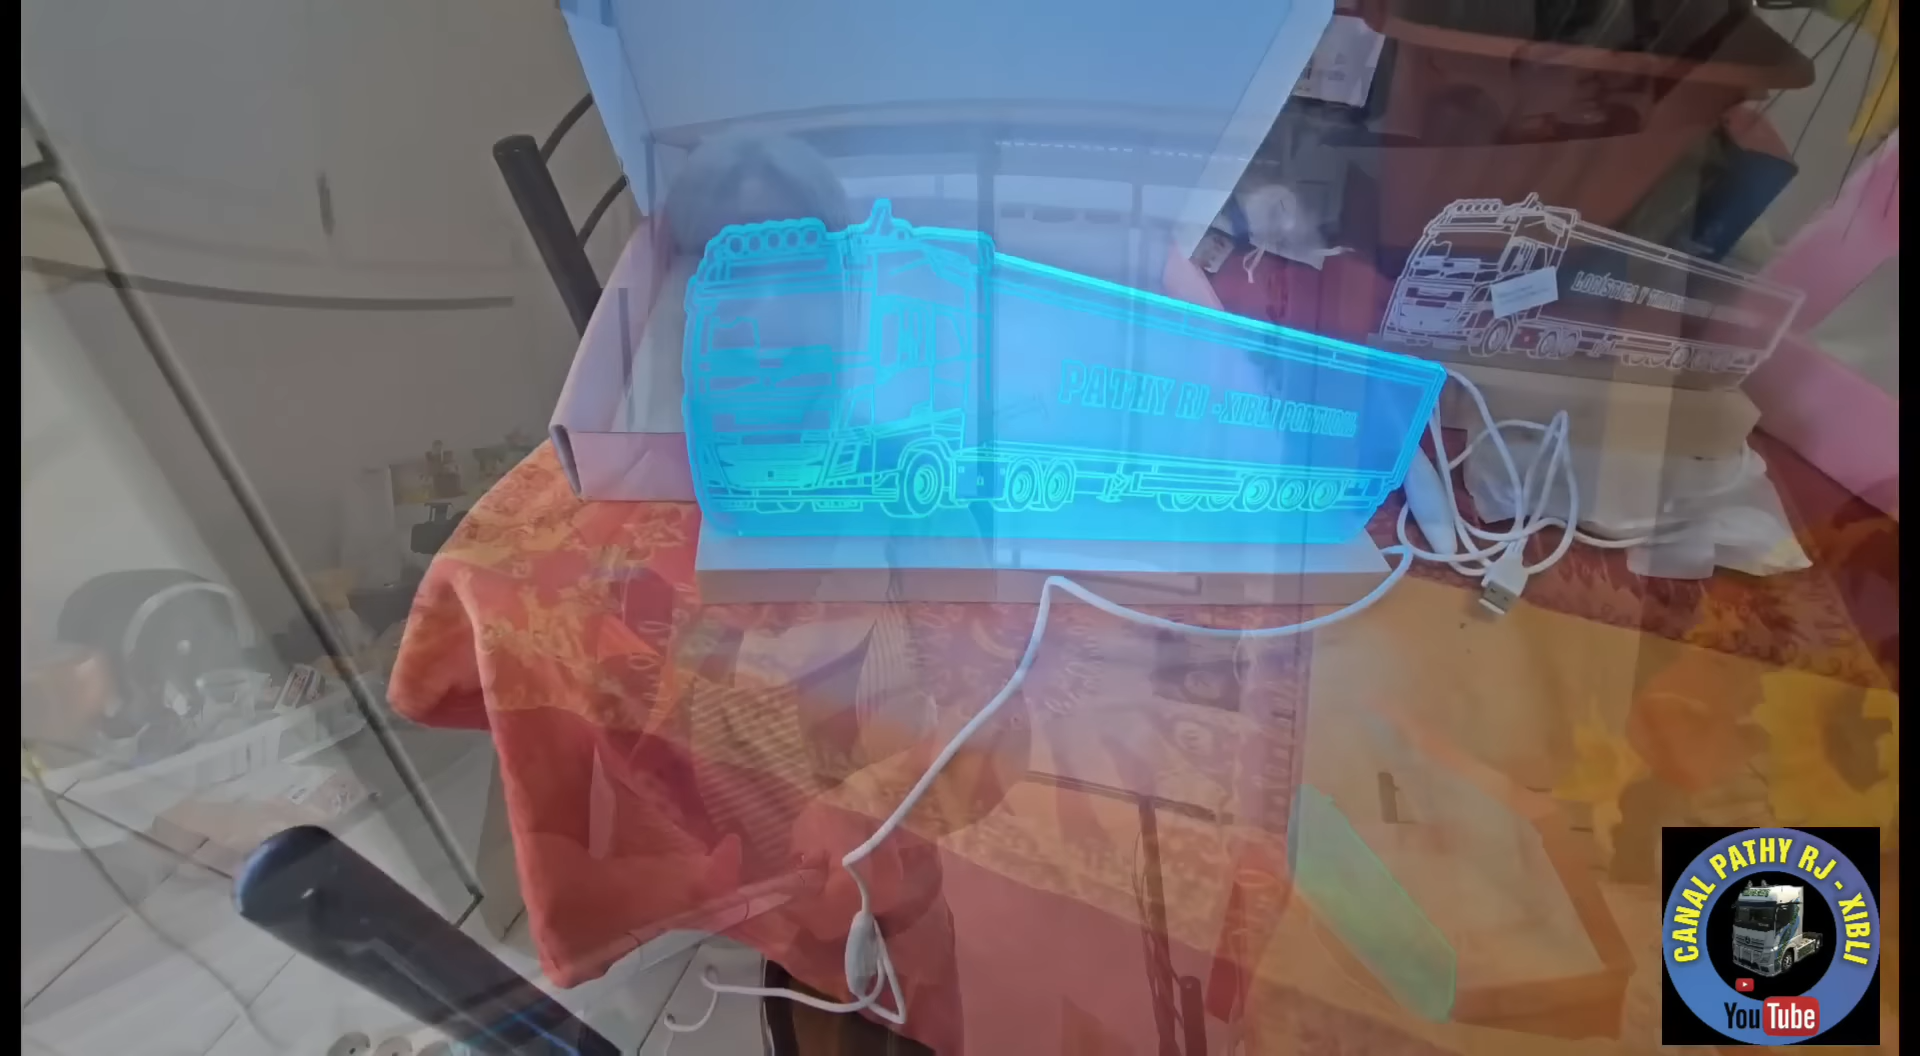 PATHY RJ - XIBLI PORTUGAL
LOGÍSTICA Y
CANAL PATHY RJ - XIBLI
YouTube